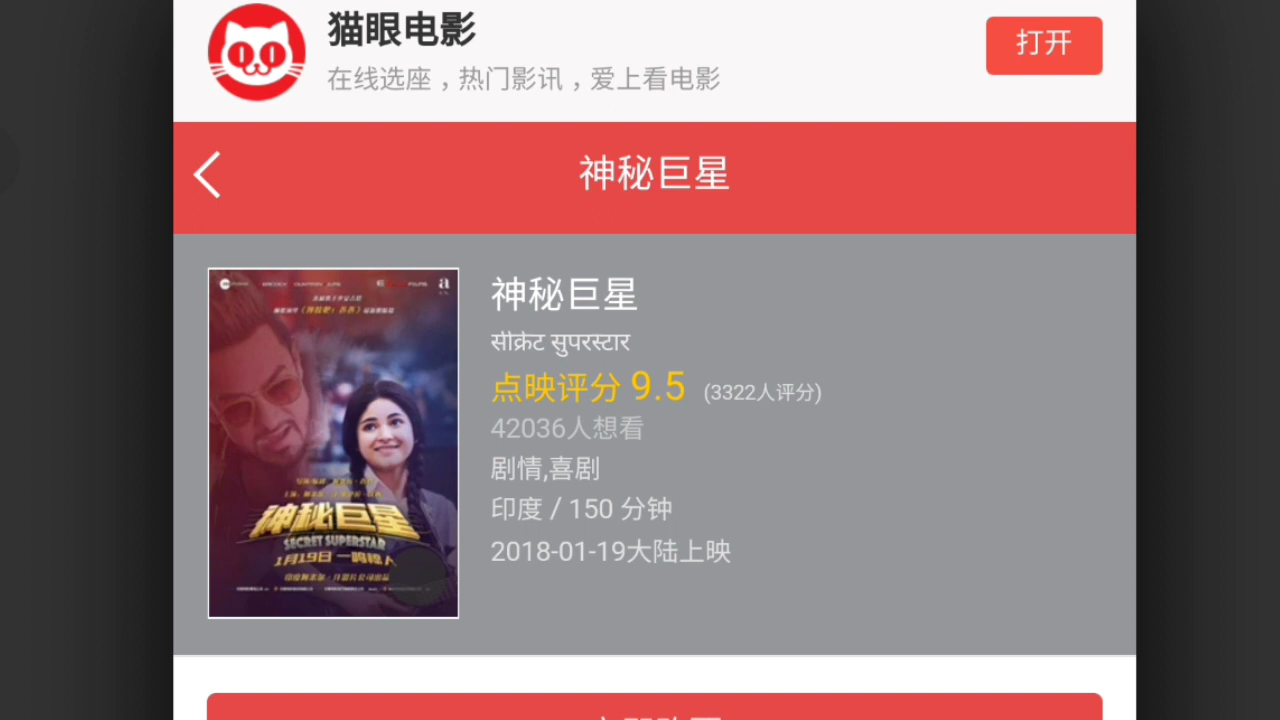 猫眼电影
在线选座，热门影讯，爱上看电影
打开
神秘巨星
神秘巨星
सीक्रेट सुपरस्टार
点映评分 9.5 (3322人评分)
42036人想看
剧情,喜剧
印度 / 150 分钟
2018-01-19大陆上映
神秘巨星
SECRET SUPERSTAR
1月19日 一鸣惊人